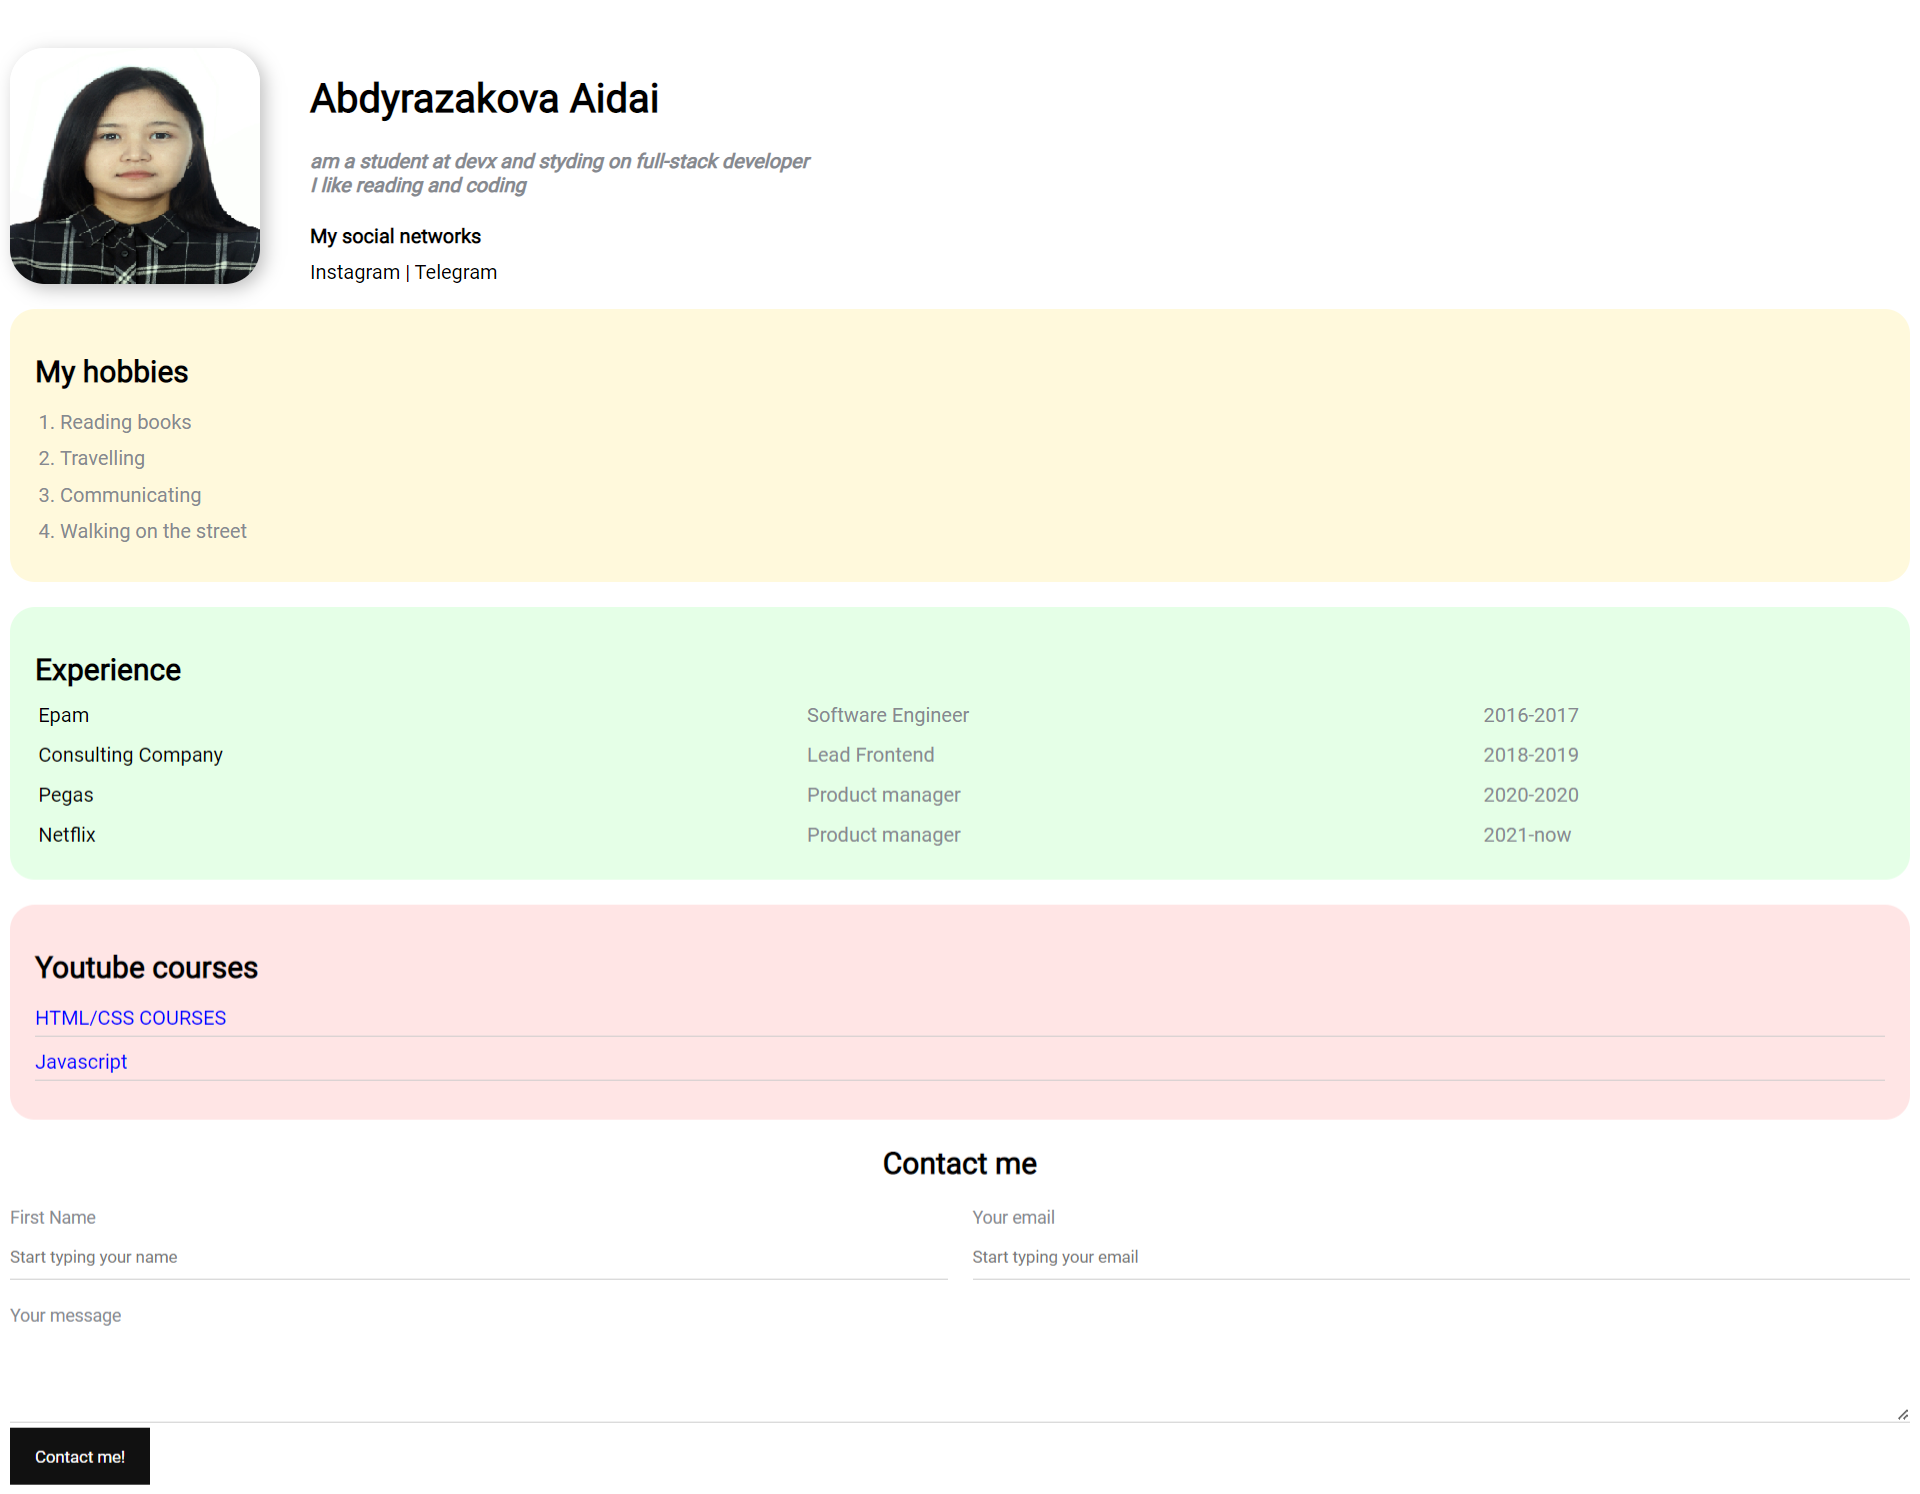 Abdyrazakova Aidai
am a student at devx and styding on full-stack developer
I like reading and coding
My social networks
Instagram | Telegram
My hobbies
1. Reading books
2. Travelling
3. Communicating
4. Walking on the street
Experience
Epam Software Engineer 2016-2017
Consulting Company Lead Frontend 2018-2019
Pegas Product manager 2020-2020
Netflix Product manager 2021-now
Youtube courses
HTML/CSS COURSES
Javascript
Contact me
First Name Your email
Start typing your name Start typing your email
Your message
Contact me!